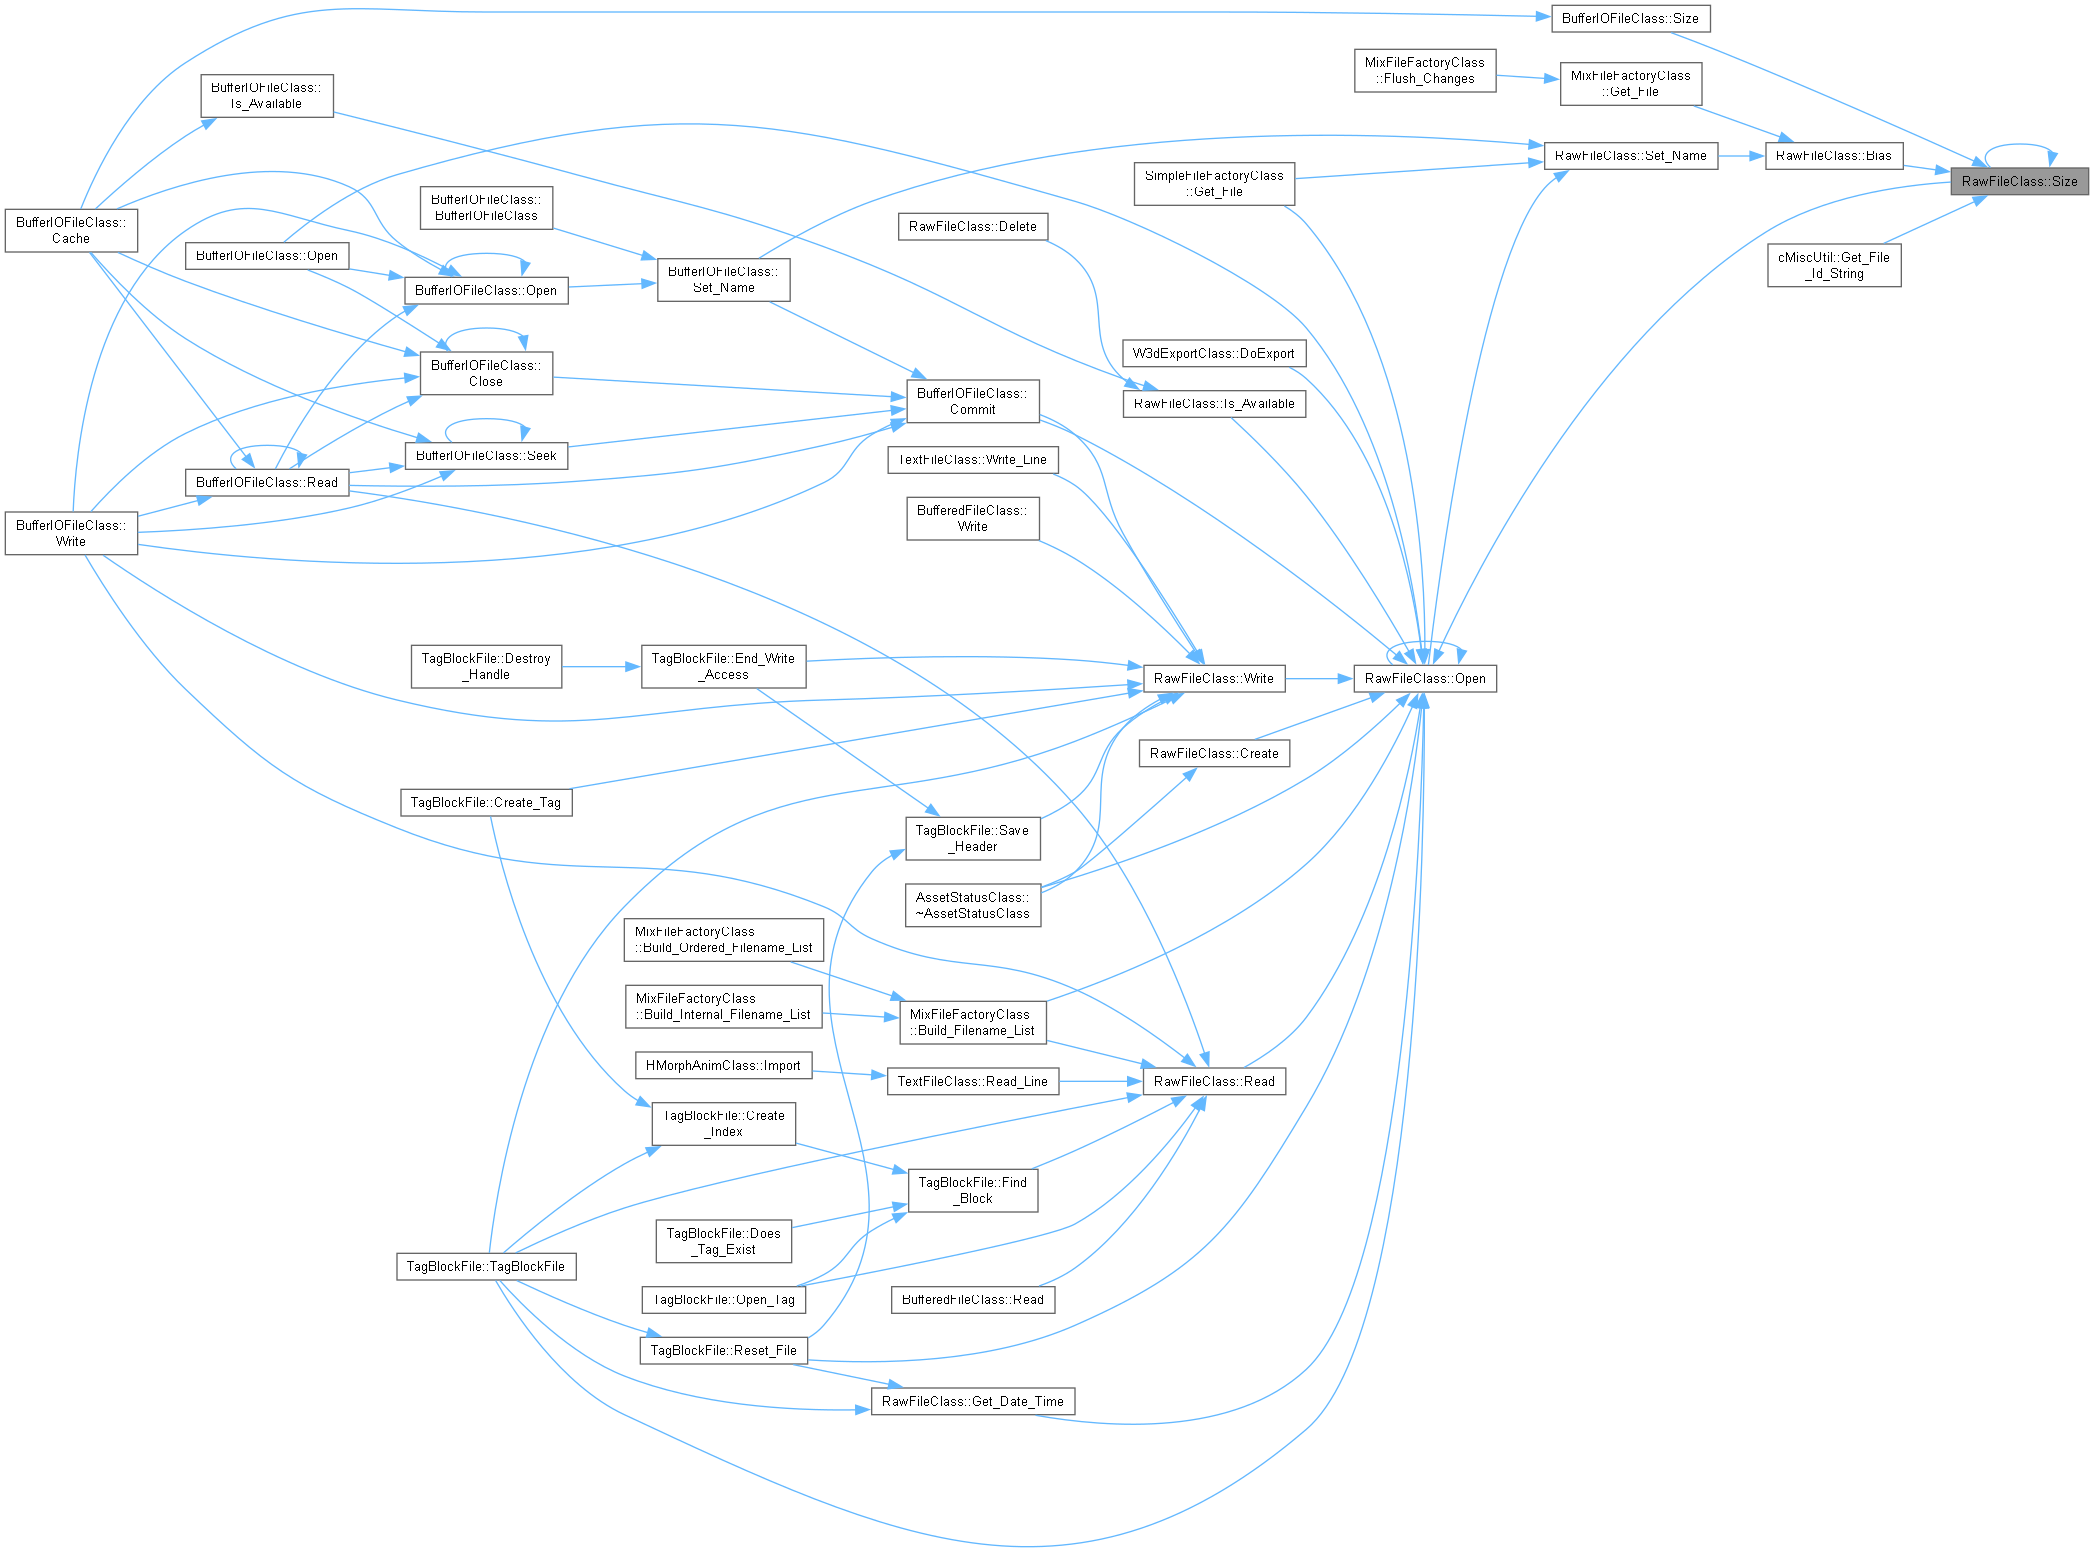 BufferIOFileClass::Size
MixFileFactoryClass
::Flush_Changes
MixFileFactoryClass
::Get_File
BufferIOFileClass::
Is_Available
RawFileClass::Set_Name
RawFileClass::Bias
RawFileClass::Size
SimpleFileFactoryClass
::Get_File
BufferIOFileClass::
BufferIOFileClass
RawFileClass::Delete
BufferIOFileClass::
Cache
BufferIOFileClass::Open
cMiscUtil::Get_File
_Id_String
BufferIOFileClass::Open
BufferIOFileClass::
Set_Name
W3dExportClass::DoExport
BufferIOFileClass::
Close
BufferIOFileClass::
Commit
RawFileClass::Is_Available
BufferIOFileClass::Seek
TextFileClass::Write_Line
BufferIOFileClass::Read
BufferedFileClass::
Write
BufferIOFileClass::
Write
TagBlockFile::Destroy
_Handle
TagBlockFile::End_Write
_Access
RawFileClass::Write
RawFileClass::Open
RawFileClass::Create
TagBlockFile::Create_Tag
TagBlockFile::Save
_Header
AssetStatusClass::
~AssetStatusClass
MixFileFactoryClass
::Build_Ordered_Filename_List
MixFileFactoryClass
::Build_Internal_Filename_List
MixFileFactoryClass
::Build_Filename_List
HMorphAnimClass::Import
TextFileClass::Read_Line
RawFileClass::Read
TagBlockFile::Create
_Index
TagBlockFile::Find
_Block
TagBlockFile::Does
_Tag_Exist
TagBlockFile::TagBlockFile
TagBlockFile::Open_Tag
BufferedFileClass::Read
TagBlockFile::Reset_File
RawFileClass::Get_Date_Time